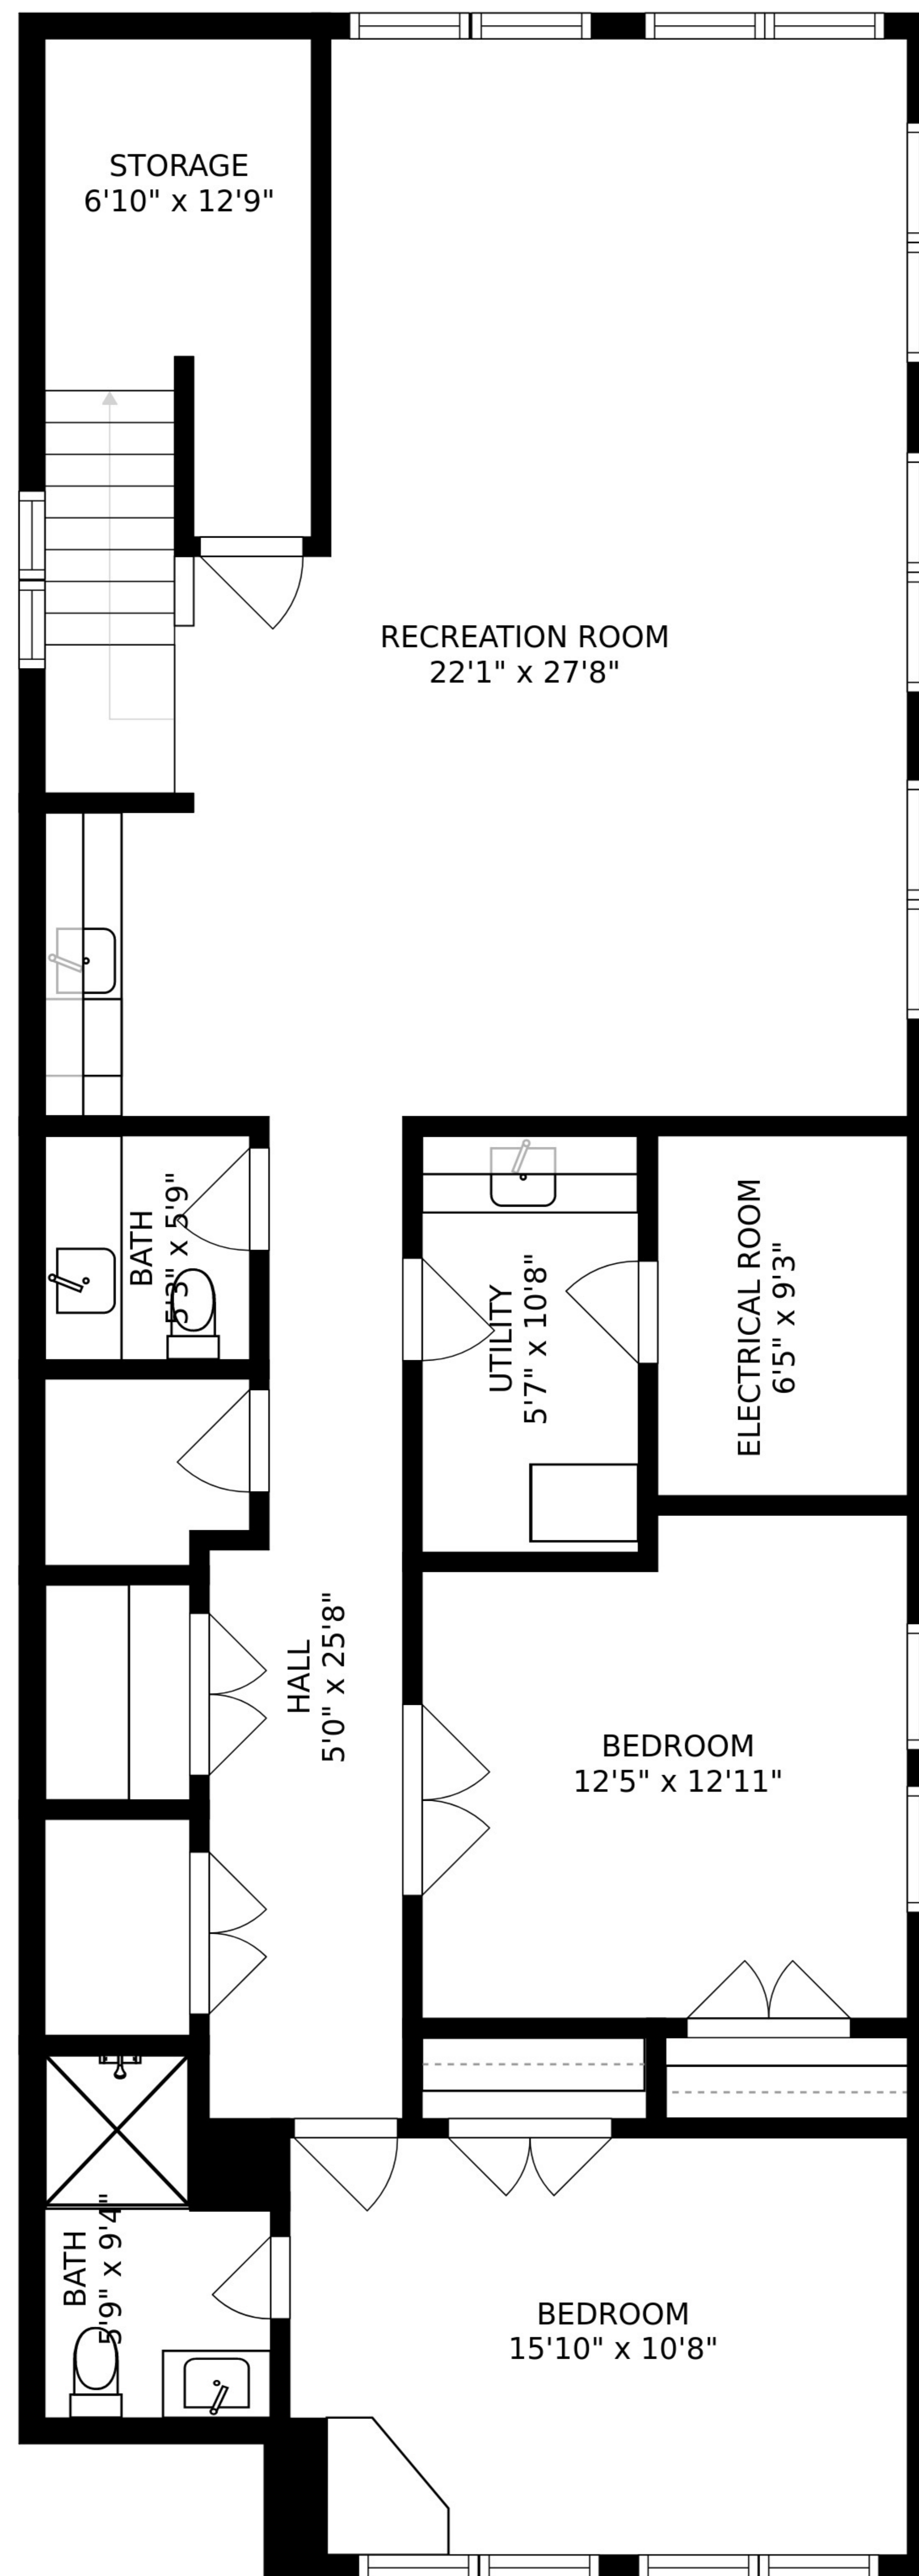 STORAGE
6'10" x 12'9"
RECREATION ROOM
22'1" x 27'8"
BATH
5'3" x 5'9"
UTILITY
5'7" x 10'8"
ELECTRICAL ROOM
6'5" x 9'3"
HALL
5'0" x 25'8"
BEDROOM
12'5" x 12'11"
BATH
5'9" x 9'4"
BEDROOM
15'10" x 10'8"